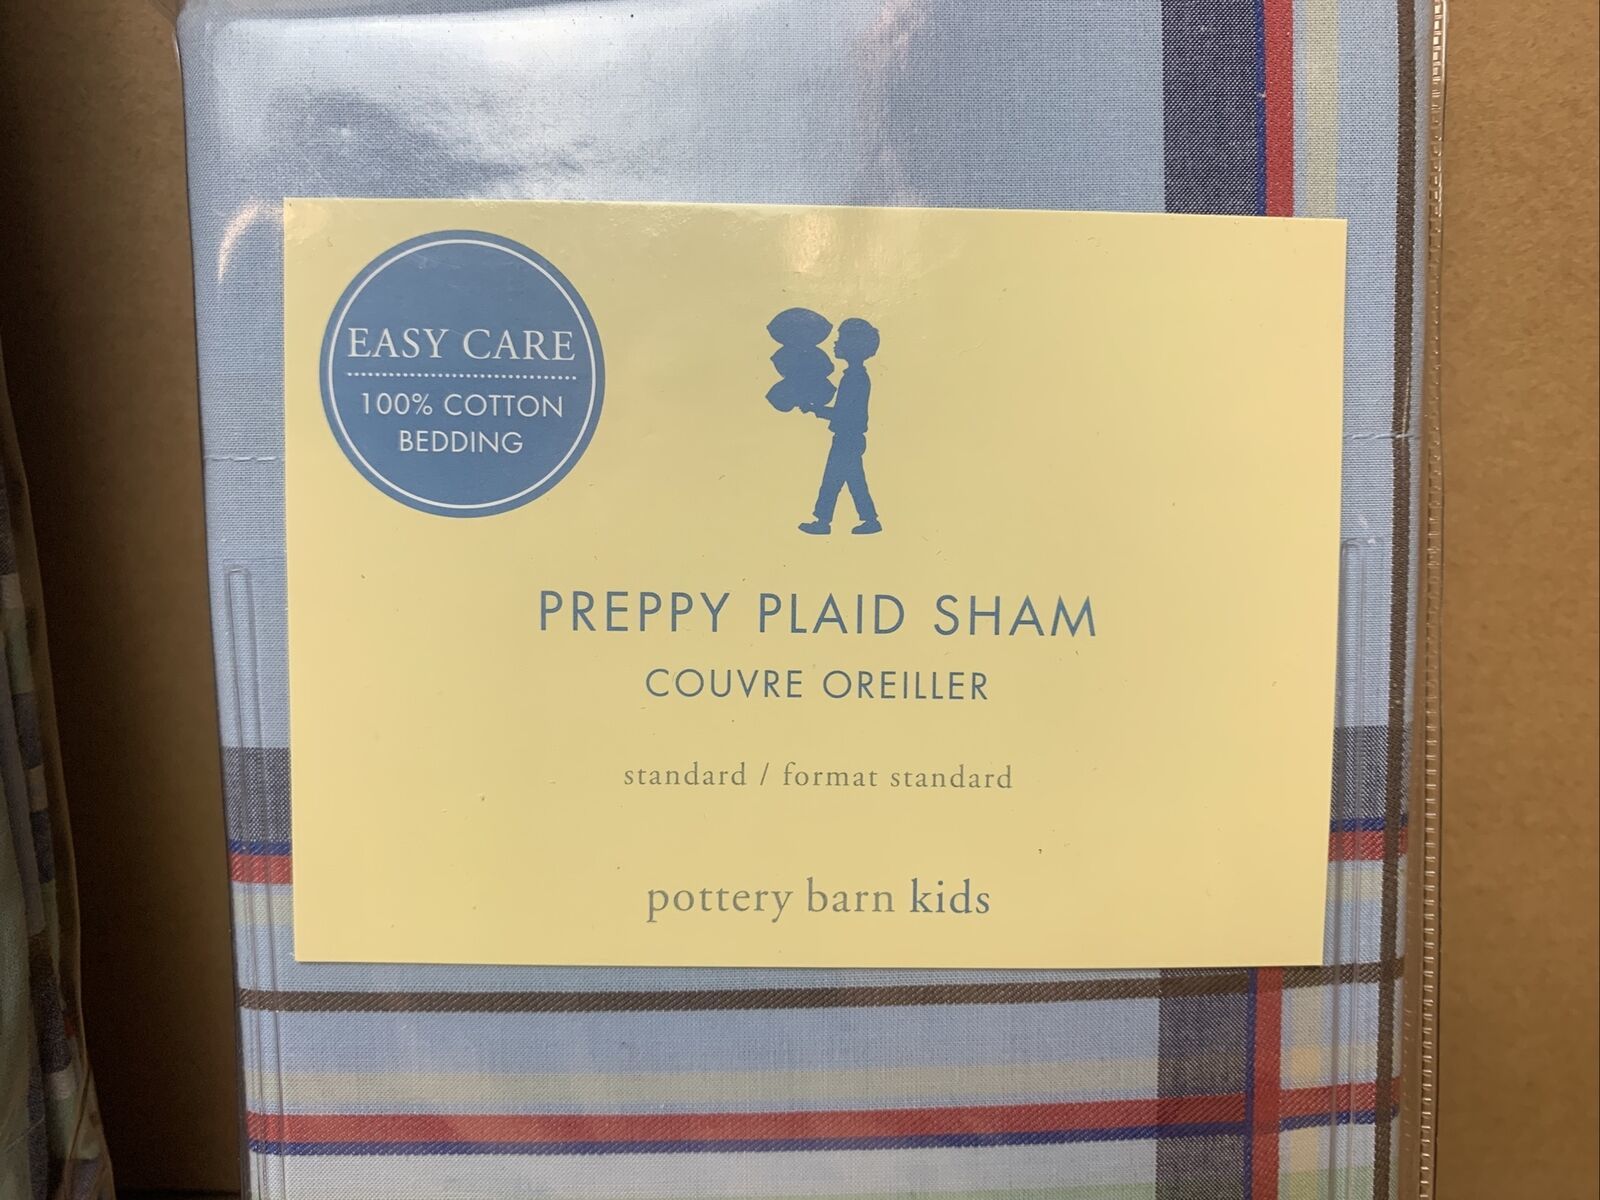 EASY CARE
100% COTTON
BEDDING
PREPPY PLAID SHAM
COUVRE OREILLER
standard / format standard
pottery barn kids